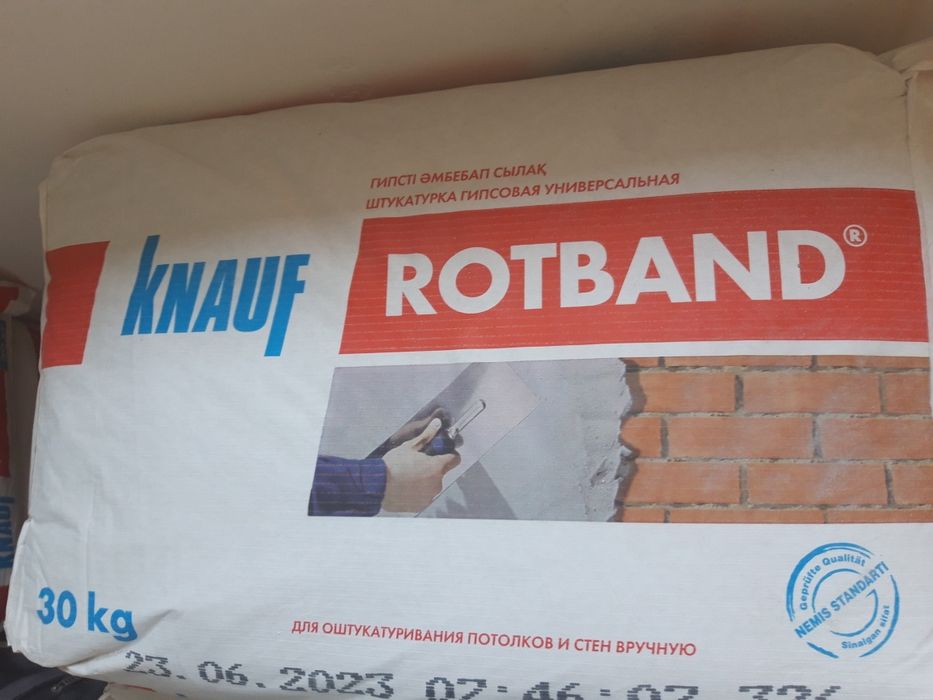 ГИПСТІ ӘМБЕБАП СЫЛАҚ
ШТУКАТУРКА ГИПСОВАЯ УНИВЕРСАЛЬНАЯ
KNAUF
ROTBAND®
Geprüfte Qualität
NEMIS STANDARTI
Sinalgan sifat
30 kg
ДЛЯ ОШТУКАТУРИВАНИЯ ПОТОЛКОВ И СТЕН ВРУЧНУЮ
23.06.2023 07:46:07